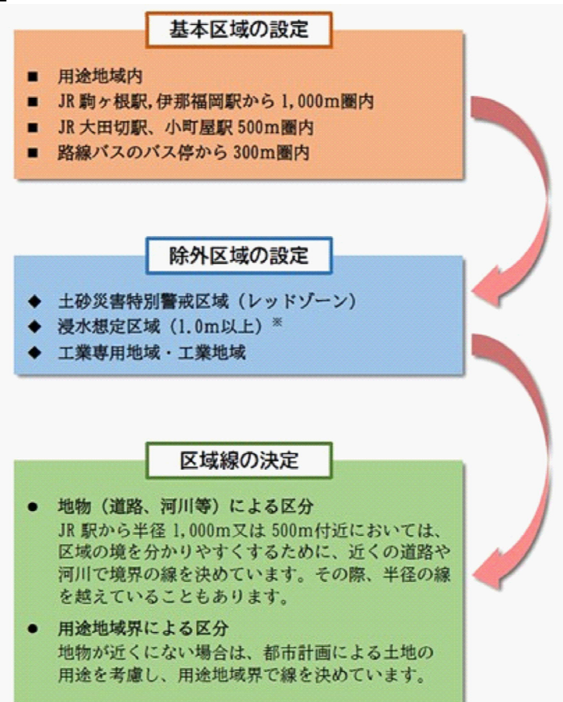 基本区域の設定
■ 用途地域内
■ JR 駒ヶ根駅,伊那福岡駅から 1,000m圏内
■ JR 大田切駅、小町屋駅 500m圏内
■ 路線バスのバス停から 300m圏内
除外区域の設定
◆ 土砂災害特別警戒区域（レッドゾーン）
◆ 浸水想定区域（1.0m以上）※
◆ 工業専用地域・工業地域
区域線の決定
● 地物（道路、河川等）による区分
JR 駅から半径 1,000m又は 500m付近においては、
区域の境を分かりやすくするために、近くの道路や
河川で境界の線を決めています。その際、半径の線
を越えていることもあります。
● 用途地域界による区分
地物が近くにない場合は、都市計画による土地の
用途を考慮し、用途地域界で線を決めています。